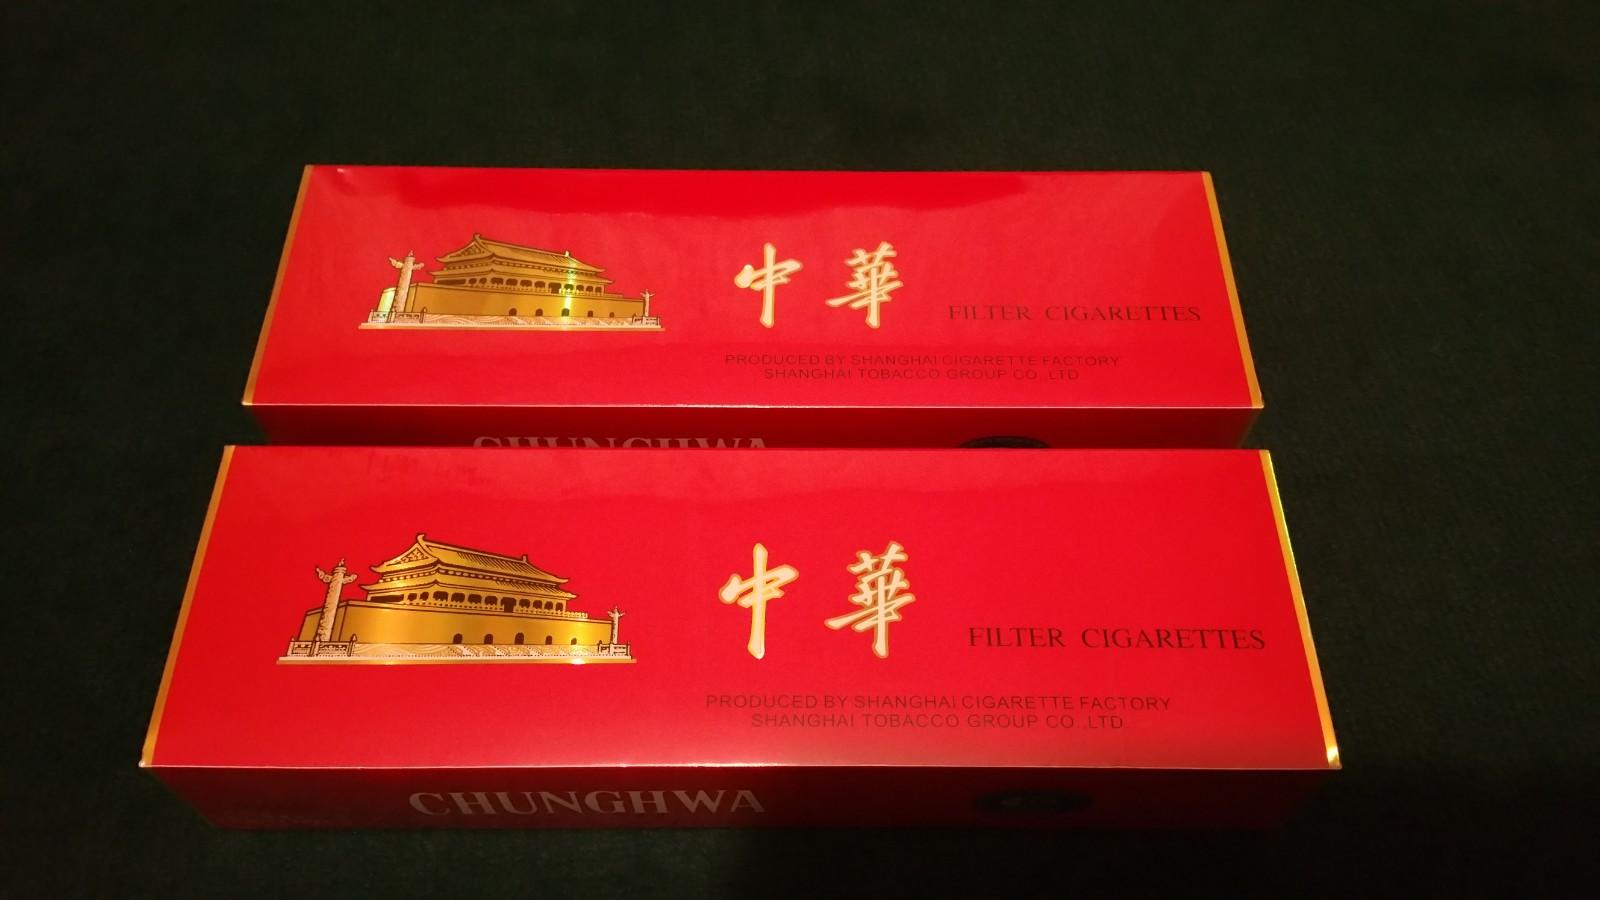 中華
FILTER CIGARETTES
PRODUCED BY SHANGHAI CIGARETTE FACTORY
SHANGHAI TOBACCO GROUP CO.,LTD
CHUNGHWA
中華
FILTER CIGARETTES
PRODUCED BY SHANGHAI CIGARETTE FACTORY
SHANGHAI TOBACCO GROUP CO.,LTD.
CHUNGHWA